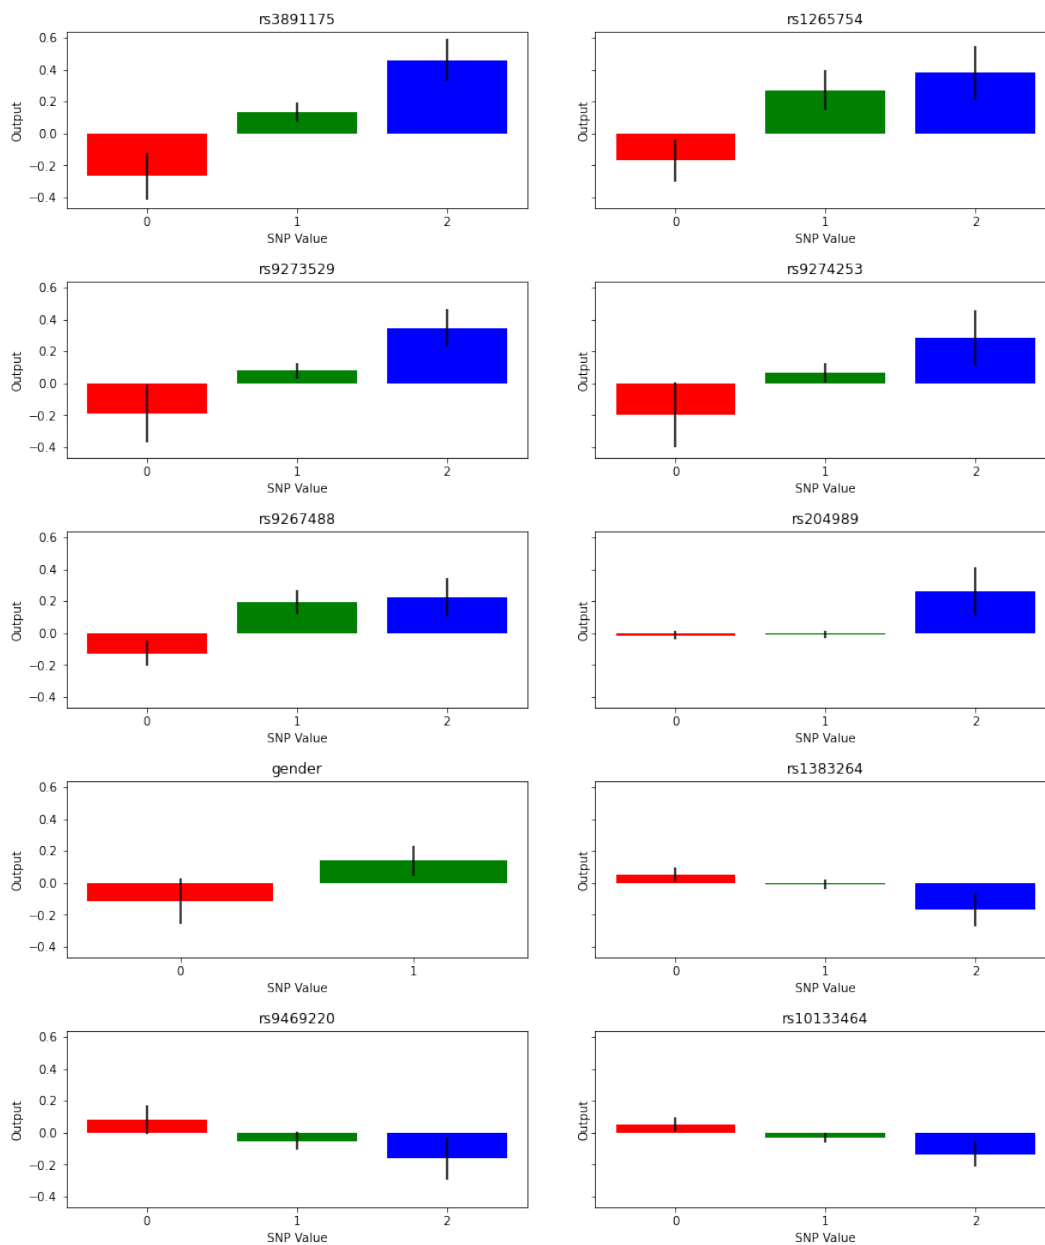 rs3891175
0.6
0.4
0.2
0.0
−0.2
−0.4
Output
0
1
2
SNP Value
rs1265754
Output
0
1
2
SNP Value
rs9273529
0.6
0.4
0.2
0.0
−0.2
−0.4
Output
0
1
2
SNP Value
rs9274253
Output
0
1
2
SNP Value
rs9267488
0.6
0.4
0.2
0.0
−0.2
−0.4
Output
0
1
2
SNP Value
rs204989
Output
0
1
2
SNP Value
gender
0.6
0.4
0.2
0.0
−0.2
−0.4
Output
0
1
SNP Value
rs1383264
Output
0
1
2
SNP Value
rs9469220
0.6
0.4
0.2
0.0
−0.2
−0.4
Output
0
1
2
SNP Value
rs10133464
Output
0
1
2
SNP Value